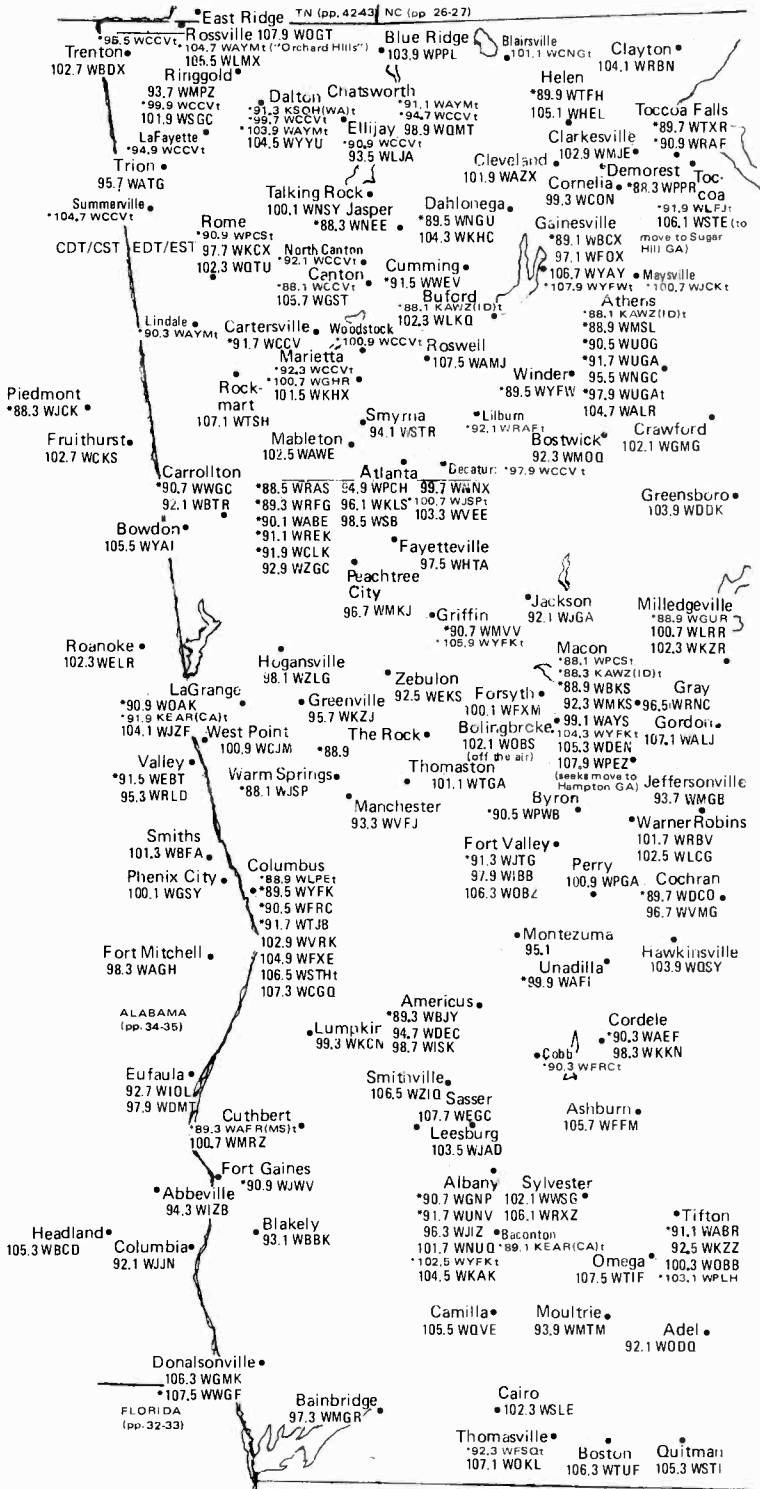 TN (pp. 42-43) NC (pp. 26-27)
•East Ridge
Rossville 107.9 WOGT
*95.5 WCCVt
*104.7 WAYMt ("Orchard Hills")
105.5 WLMX
Trenton
102.7 WBDX
Blue Ridge
103.9 WPPL
Blairsville
*101.1 WCNGt
Clayton
104.1 WRBN
Ringgold
93.7 WMPZ
*99.9 WCCVt
101.9 WSGC
Dalton
*91.3 KSOH(WA)t
*99.7 WCCVt
*103.9 WAYMt
104.5 WYYU
Chatsworth
*91.1 WAYMt
*94.7 WCCVt
98.9 WQMT
Ellijay
*90.9 WCCVt
93.5 WLJA
Helen
*89.9 WTFH
105.1 WHEL
Toccoa Falls
*89.7 WTXR
*90.9 WRAF
LaFayette
*94.9 WCCVt
Clarkesville
102.9 WMJE
Trion
95.7 WATG
Cleveland
101.9 WAZX
Demorest
*88.3 WPPR
Cornelia
99.3 WCON
Toc-
coa
*91.9 WLFJt
106.1 WSTE (to
move to Sugar
Hill GA)
Summerville
*104.7 WCCVt
Talking Rock
100.1 WNSY
Jasper
*88.3 WNEE
Dahlonega
*89.5 WNGU
104.3 WKHC
Gainesville
*89.1 WBCX
97.1 WFOX
106.7 WYAY
*107.9 WYFWt
Maysville
*100.7 WJCKt
CDT/CST EDT/EST
Rome
*90.9 WPCSt
97.7 WKCX
102.3 WQTU
North Canton
*92.1 WCCVt
Canton
*88.1 WCCVt
105.7 WGST
Cumming
*91.5 WWEV
Buford
*88.1 KAWZ(ID)t
102.3 WLKQ
Athens
*88.1 KAWZ(ID)t
*88.9 WMSL
*90.5 WUOG
*91.7 WUGA
95.5 WNGC
*97.9 WUGAt
104.7 WALR
Lindale
*90.3 WAYMt
Cartersville
*91.7 WCCV
Woodstock
*100.9 WCCVt
Marietta
*92.3 WCCVt
*100.7 WGHR
101.5 WKHX
Roswell
107.5 WAMJ
Winder
*89.5 WYFW
Piedmont
*88.3 WJCK
Rock-
mart
107.1 WTSH
Smyrna
94.1 WSTR
Lilburn
*92.1 WRAFt
Fruithurst
102.7 WCKS
Mableton
102.5 WAWE
Bostwick
92.3 WMOQ
Crawford
102.1 WGMG
Carrollton
*90.7 WWGC
92.1 WBTR
Atlanta
*88.5 WRAS
*89.3 WRFG
*90.1 WABE
*91.1 WREK
*91.9 WCLK
92.9 WZGC
94.9 WPCH
96.1 WKLS
98.5 WSB
99.7 WNNX
*100.7 WJSPt
103.3 WVEE
Decatur: *97.9 WCCVt
Greensboro
103.9 WDDK
Bowdon
105.5 WYAI
Fayetteville
97.5 WHTA
Peachtree
City
96.7 WMKJ
Griffin
*90.7 WMVV
*105.9 WYFKt
Jackson
92.1 WJGA
Milledgeville
*88.9 WGUR
100.7 WLRR
102.3 WKZR
Roanoke
102.3 WELR
Hogansville
98.1 WZLG
Zebulon
92.5 WEKS
Macon
*88.1 WPCSt
*88.3 KAWZ(ID)t
*88.9 WBKS
92.3 WMKS
99.1 WAYS
104.3 WYFKt
105.3 WDEN
107.9 WPEZ
(seeks move to
Hampton GA)
Gray
96.5 WRNC
LaGrange
*90.9 WOAK
*91.9 KEAR(CA)t
104.1 WJZF
Greenville
95.7 WKZJ
Forsyth
100.1 WFXM
Gordon
107.1 WALJ
West Point
100.9 WCJM
The Rock
*88.9
Bolingbroke
102.1 WOBS
(off the air)
Valley
*91.5 WEBT
95.3 WRLD
Warm Springs
*88.1 WJSP
Thomaston
101.1 WTGA
Jeffersonville
93.7 WMGB
Manchester
93.3 WVFJ
Byron
*90.5 WPWB
Warner Robins
101.7 WRBV
102.5 WLCG
Smiths
101.3 WBFA
Fort Valley
*91.3 WJTG
97.9 WIBB
106.3 WOBZ
Phenix City
100.1 WGSY
Columbus
*88.9 WLPEt
*89.5 WYFK
*90.5 WFRC
*91.7 WTJB
102.9 WVRK
104.9 WFXE
106.5 WSTHt
107.3 WCGQ
Perry
100.9 WPGA
Cochran
*89.7 WDCO
96.7 WVMG
Montezuma
95.1
Hawkinsville
103.9 WQSY
Fort Mitchell
98.3 WAGH
Unadilla
*99.9 WAFI
ALABAMA
(pp. 34-35)
Americus
*89.3 WBJY
94.7 WDEC
98.7 WISK
Lumpkin
99.3 WKCN
Cordele
*90.3 WAEF
98.3 WKKN
Cobb
*90.3 WFRCt
Eufaula
92.7 WIOL
97.9 WDMT
Smithville
106.5 WZIQ
Sasser
107.7 WEGC
Ashburn
105.7 WFFM
Cuthbert
*89.3 WAFR(MS)t
100.7 WMRZ
Leesburg
103.5 WJAD
Fort Gaines
*90.9 WJWV
Abbeville
94.3 WIZB
Albany
*90.7 WGNP
*91.7 WUNV
96.3 WJIZ
101.7 WNUQ
*102.5 WYFKt
104.5 WKAK
Sylvester
102.1 WWSG
106.1 WRXZ
Tifton
*91.1 WABR
92.5 WKZZ
100.3 WOBB
*103.1 WPLH
Headland
105.3 WBCD
Columbia
92.1 WJJN
Blakely
93.1 WBBK
Baconton
*89.1 KEAR(CA)t
Omega
107.5 WTIF
Camilla
105.5 WQVE
Moultrie
93.9 WMTM
Adel
92.1 WDDQ
Donalsonville
106.3 WGMK
*107.5 WWGF
FLORIDA
(pp. 32-33)
Bainbridge
97.3 WMGR
Cairo
102.3 WSLE
Thomasville
*92.3 WFSQt
107.1 WOKL
Boston
106.3 WTUF
Quitman
105.3 WSTI